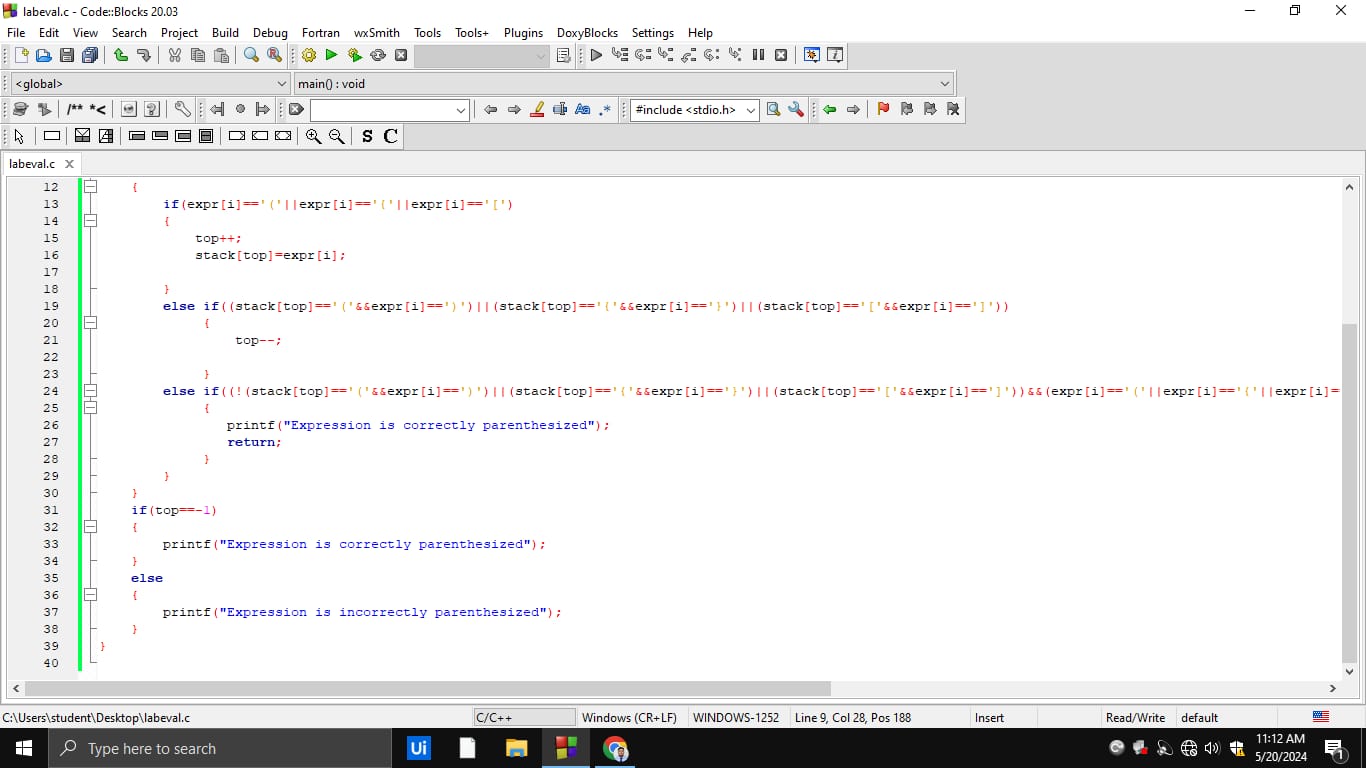 labeval.c - Code::Blocks 20.03
File Edit View Search Project Build Debug Fortran wxSmith Tools Tools+ Plugins DoxyBlocks Settings Help
<global> main() : void
/** *< #include <stdio.h>
S C
labeval.c
12 {
13 if(expr[i]=='('||expr[i]=='{'||expr[i]=='[')
14 {
15 top++;
16 stack[top]=expr[i];
17
18 }
19 else if((stack[top]=='('&&expr[i]==')')||(stack[top]=='{'&&expr[i]=='}')||(stack[top]=='['&&expr[i]==']'))
20 {
21 top--;
22
23 }
24 else if((!(stack[top]=='('&&expr[i]==')')||(stack[top]=='{'&&expr[i]=='}')||(stack[top]=='['&&expr[i]==']'))&&(expr[i]=='('||expr[i]=='{'||expr[i]=
25 {
26 printf("Expression is correctly parenthesized");
27 return;
28 }
29 }
30 }
31 if(top==-1)
32 {
33 printf("Expression is correctly parenthesized");
34 }
35 else
36 {
37 printf("Expression is incorrectly parenthesized");
38 }
39 }
40
C:\Users\student\Desktop\labeval.c C/C++ Windows (CR+LF) WINDOWS-1252 Line 9, Col 28, Pos 188 Insert Read/Write default
Type here to search Ui 11:12 AM
5/20/2024 1